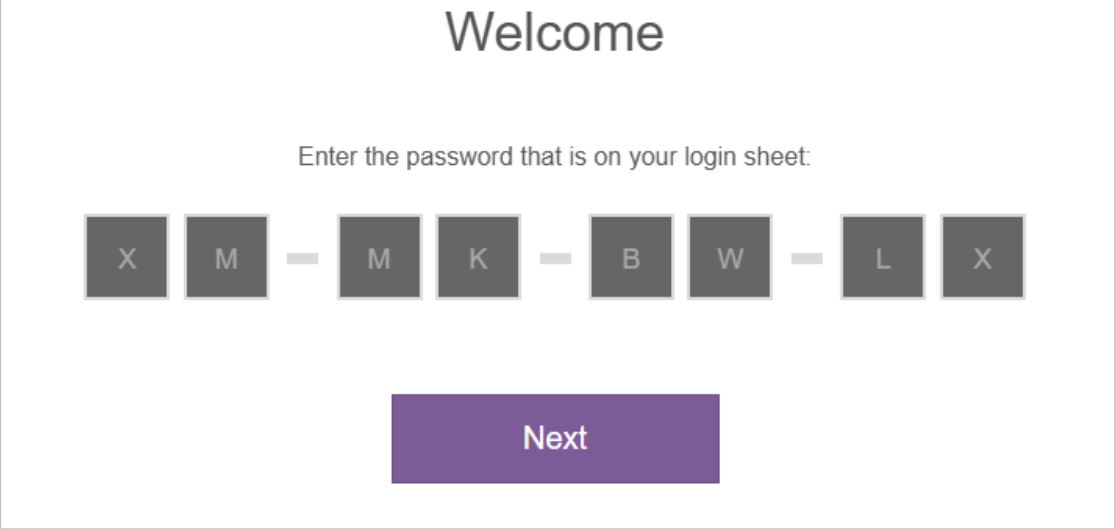 Welcome
Enter the password that is on your login sheet:
X M - M K - B W - L X
Next